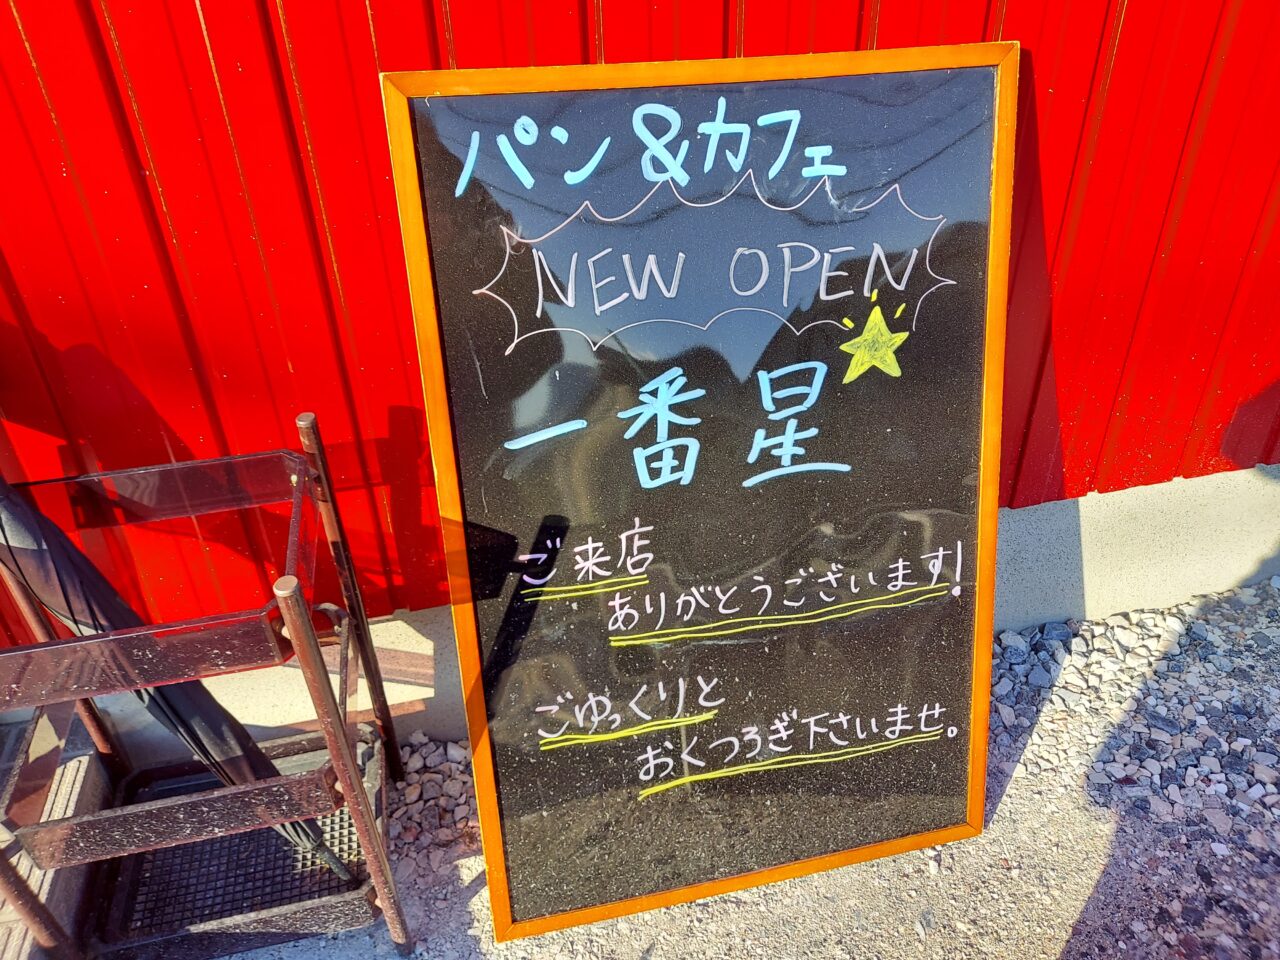 パン&カフェ
NEW OPEN
一番星
ご来店
ありがとうございます!
ごゆっくりと
おくつろぎ下さいませ。